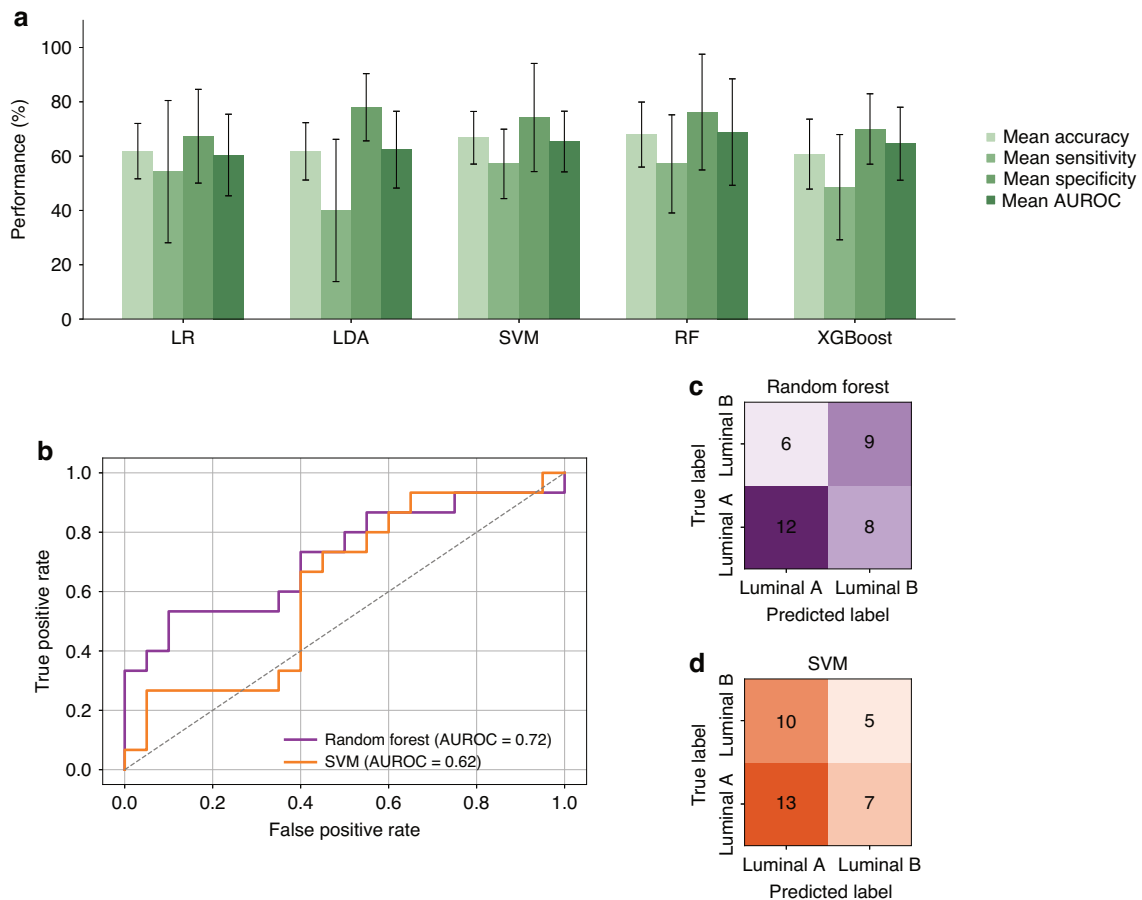 a
Performance (%)
100
80
60
40
20
0
LR
LDA
SVM
RF
XGBoost
Mean accuracy
Mean sensitivity
Mean specificity
Mean AUROC
b
True positive rate
1.0
0.8
0.6
0.4
0.2
0.0
Random forest (AUROC = 0.72)
SVM (AUROC = 0.62)
0.0 0.2 0.4 0.6 0.8 1.0
False positive rate
c
Random forest
True label
Luminal B
6 9
Luminal A
12 8
Luminal A Luminal B
Predicted label
d
SVM
True label
Luminal B
10 5
Luminal A
13 7
Luminal A Luminal B
Predicted label